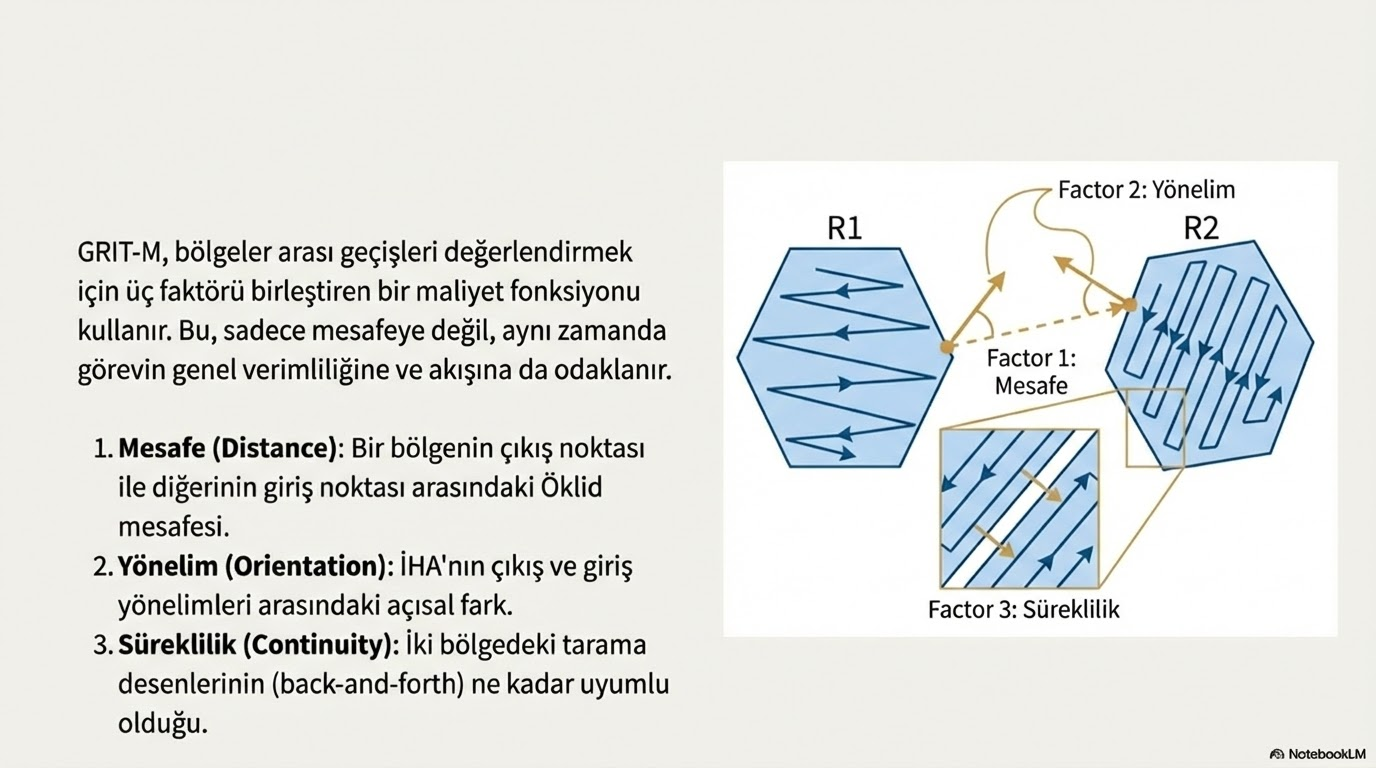 GRIT-M, bölgeler arası geçişleri değerlendirmek
için üç faktörü birleştiren bir maliyet fonksiyonu
kullanır. Bu, sadece mesafeye değil, aynı zamanda
görevin genel verimliliğine ve akışına da odaklanır.
1. Mesafe (Distance): Bir bölgenin çıkış noktası
ile diğerinin giriş noktası arasındaki Öklid
mesafesi.
2. Yönelim (Orientation): İHA'nın çıkış ve giriş
yönelimleri arasındaki açısal fark.
3. Süreklilik (Continuity): İki bölgedeki tarama
desenlerinin (back-and-forth) ne kadar uyumlu
olduğu.
Factor 2: Yönelim
R1
R2
Factor 1:
Mesafe
Factor 3: Süreklilik
NotebookLM